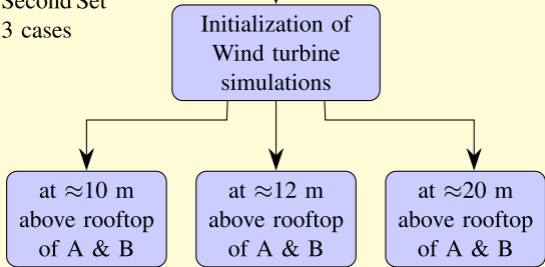 Second Set
3 cases
Initialization of
Wind turbine
simulations
at ≈10 m
above rooftop
of A & B
at ≈12 m
above rooftop
of A & B
at ≈20 m
above rooftop
of A & B